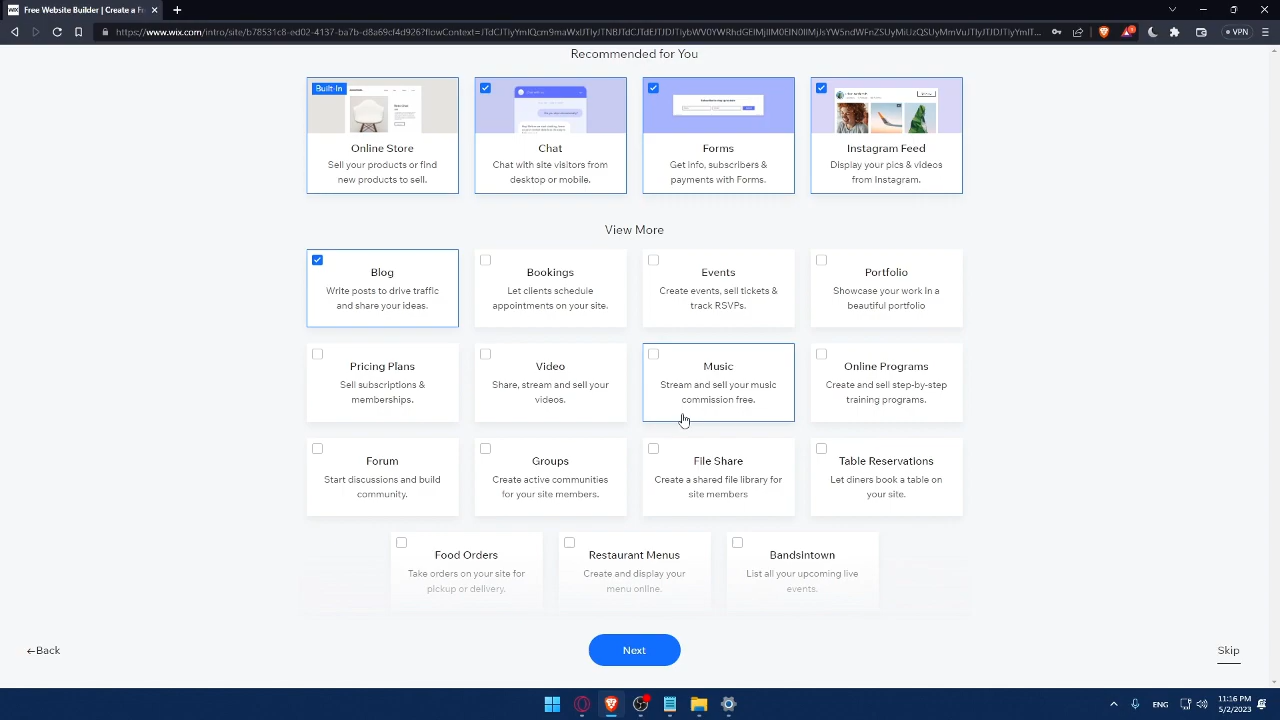 Free Website Builder | Create a Fr
https://www.wix.com/intro/site/
VPN
Recommended for You
Built-In
Online Store
Sell your products or find
new products to sell.
Chat
Chat with site visitors from
desktop or mobile.
Forms
Get info, subscribers &
payments with Forms.
Instagram Feed
Display your pics & videos
from Instagram.
View More
Blog
Write posts to drive traffic
and share your ideas.
Bookings
Let clients schedule
appointments on your site.
Events
Create events, sell tickets &
track RSVPs.
Portfolio
Showcase your work in a
beautiful portfolio
Pricing Plans
Sell subscriptions &
memberships.
Video
Share, stream and sell your
videos.
Music
Stream and sell your music
commission free.
Online Programs
Create and sell step-by-step
training programs.
Forum
Start discussions and build
community.
Groups
Create active communities
for your site members.
File Share
Create a shared file library for
site members
Table Reservations
Let diners book a table on
your site.
Food Orders
Take orders on your site for
pickup or delivery.
Restaurant Menus
Create and display your
menu online.
Bandsintown
List all your upcoming live
events.
←Back
Next
Skip
ENG
11:16 PM
5/2/2023